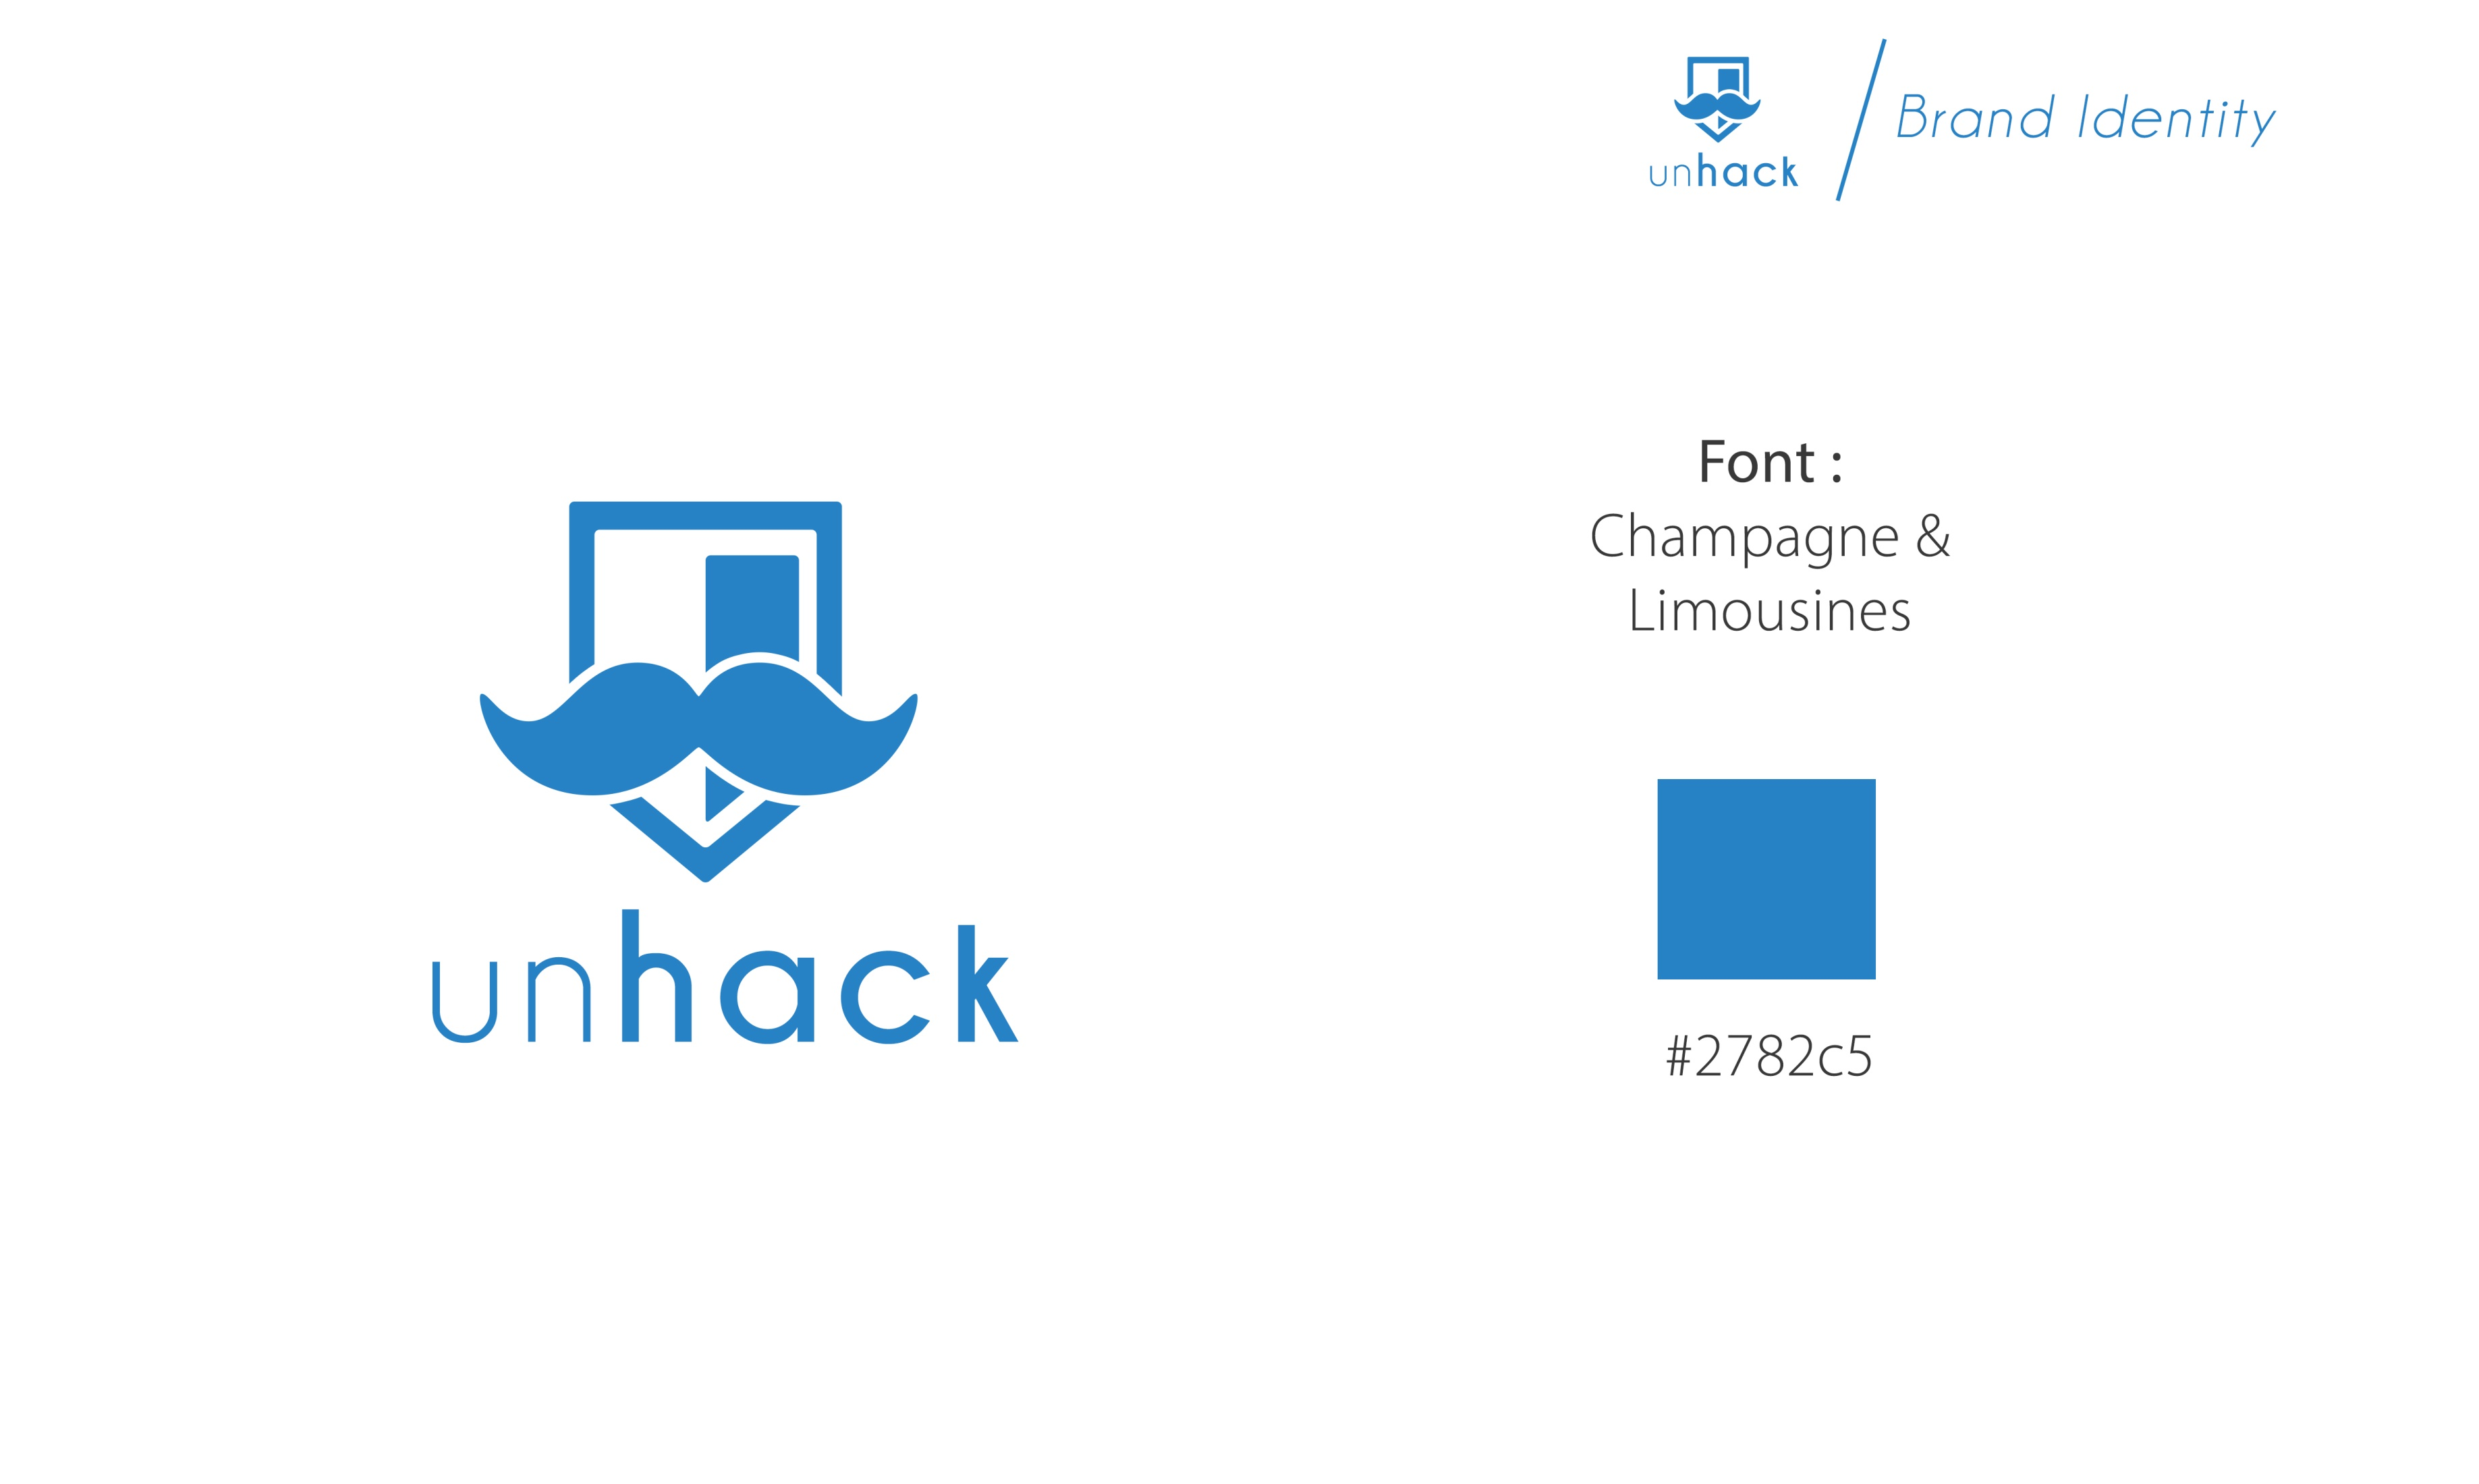 unhack
Brand Identity
unhack
Font :
Champagne &
Limousines
#2782c5